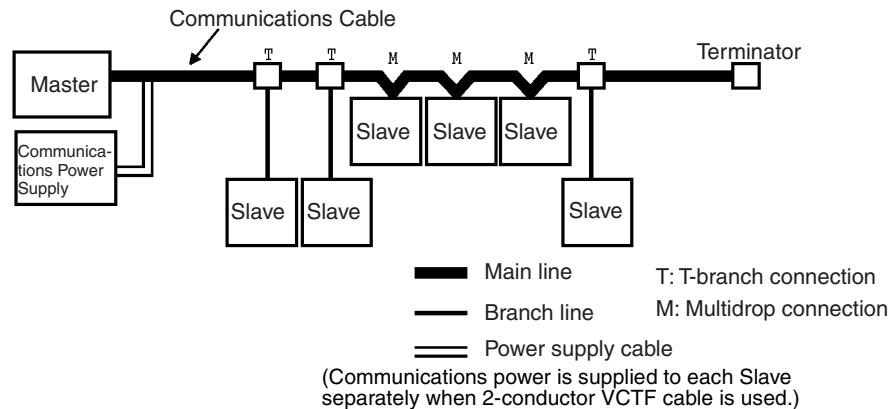 Communications Cable
T T M M M T
Terminator
Master
Communica-
tions Power
Supply
Slave Slave Slave
Slave Slave Slave
Main line
T: T-branch connection
Branch line
M: Multidrop connection
Power supply cable
(Communications power is supplied to each Slave
separately when 2-conductor VCTF cable is used.)